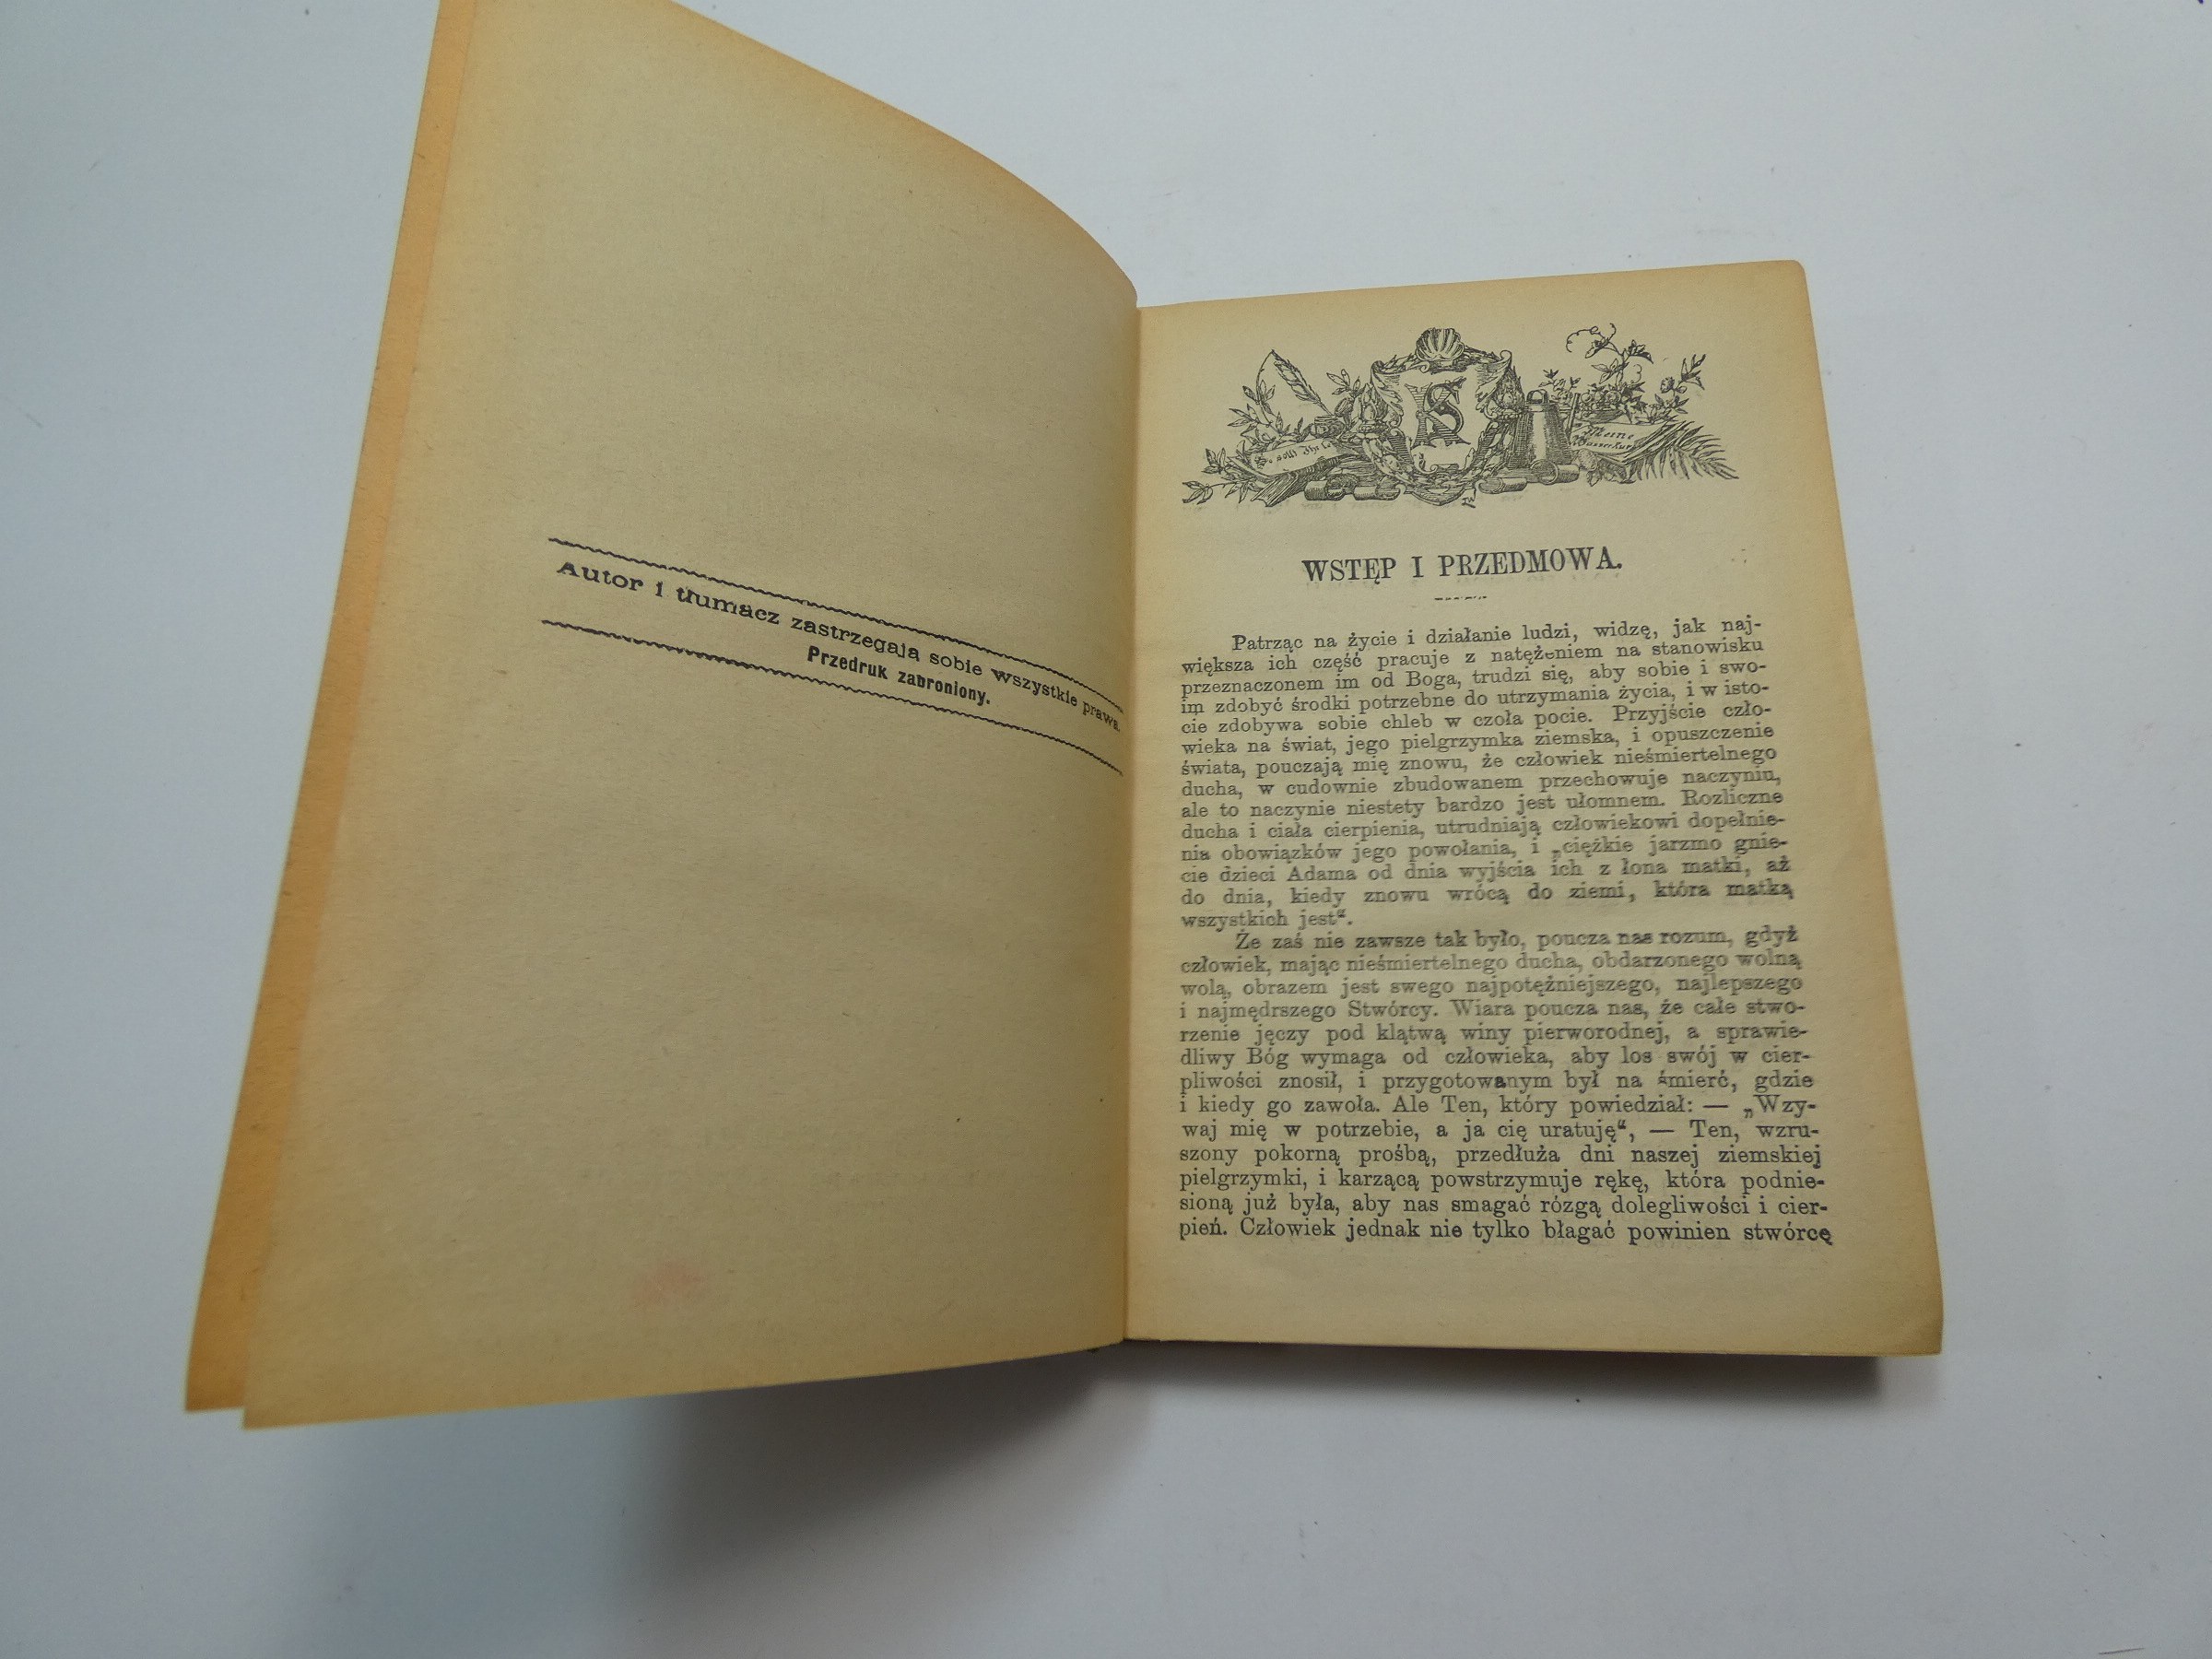 Autor i tłumacz zastrzegają sobie wszystkie prawa.
Przedruk zabroniony.
S
So sollt Ihr
Meine
Wasserkur
WSTĘP I PRZEDMOWA.
Patrząc na życie i działanie ludzi, widzę, jak naj-
większa ich część pracuje z natężeniem na stanowisku
przeznaczonem im od Boga, trudzi się, aby sobie i swo-
im zdobyć środki potrzebne do utrzymania życia, i w isto-
cie zdobywa sobie chleb w czoła pocie. Przyjście czło-
wieka na świat, jego pielgrzymka ziemska, i opuszczenie
świata, pouczają mię znowu, że człowiek nieśmiertelnego
ducha, w cudownie zbudowanem przechowuje naczyniu,
ale to naczynie niestety bardzo jest ułomnem. Rozliczne
ducha i ciała cierpienia, utrudniają człowiekowi dopełnie-
nia obowiązków jego powołania, i „ciężkie jarzmo gnie-
cie dzieci Adama od dnia wyjścia ich z łona matki, aż
do dnia, kiedy znowu wrócą do ziemi, która matką
wszystkich jest“.
Że zaś nie zawsze tak było, poucza nas rozum, gdyż
człowiek, mając nieśmiertelnego ducha, obdarzonego wolną
wolą, obrazem jest swego najpotężniejszego, najlepszego
i najmędrszego Stwórcy. Wiara poucza nas, że całe stwo-
rzenie jęczy pod klątwą winy pierworodnej, a sprawie-
dliwy Bóg wymaga od człowieka, aby los swój w cier-
pliwości znosił, i przygotowanym był na śmierć, gdzie
i kiedy go zawoła. Ale Ten, który powiedział: — „Wzy-
waj mię w potrzebie, a ja cię uratuję“, — Ten, wzru-
szony pokorną prośbą, przedłuża dni naszej ziemskiej
pielgrzymki, i karzącą powstrzymuje rękę, która podnie-
sioną już była, aby nas smagać rózgą dolegliwości i cier-
pień. Człowiek jednak nie tylko błagać powinien stwórcę